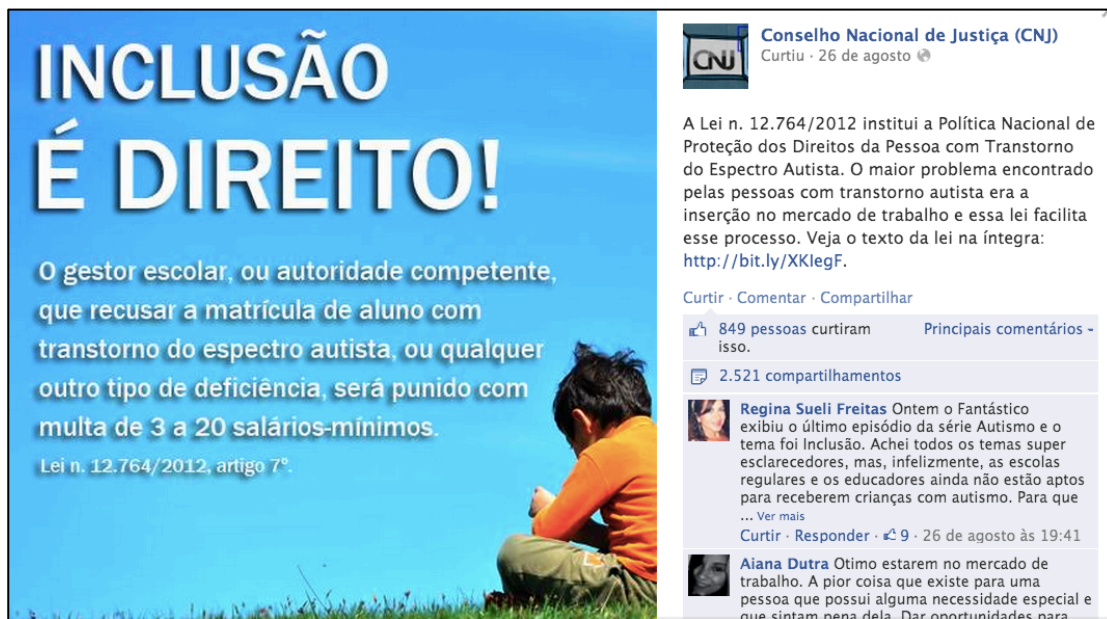 INCLUSÃO
É DIREITO!
O gestor escolar, ou autoridade competente,
que recusar a matrícula de aluno com
transtorno do espectro autista, ou qualquer
outro tipo de deficiência, será punido com
multa de 3 a 20 salários-mínimos.
Lei n. 12.764/2012, artigo 7º.
CNJ
Conselho Nacional de Justiça (CNJ)
Curtiu · 26 de agosto
A Lei n. 12.764/2012 institui a Política Nacional de
Proteção dos Direitos da Pessoa com Transtorno
do Espectro Autista. O maior problema encontrado
pelas pessoas com transtorno autista era a
inserção no mercado de trabalho e essa lei facilita
esse processo. Veja o texto da lei na íntegra:
http://bit.ly/XKIegF.
Curtir · Comentar · Compartilhar
849 pessoas curtiram Principais comentários
isso.
2.521 compartilhamentos
Regina Sueli Freitas Ontem o Fantástico
exibiu o último episódio da série Autismo e o
tema foi Inclusão. Achei todos os temas super
esclarecedores, mas, infelizmente, as escolas
regulares e os educadores ainda não estão aptos
para receberem crianças com autismo. Para que
... Ver mais
Curtir · Responder · 9 · 26 de agosto às 19:41
Aiana Dutra Otimo estarem no mercado de
trabalho. A pior coisa que existe para uma
pessoa que possui alguma necessidade especial e
que sintam pena dela. Dar oportunidades para